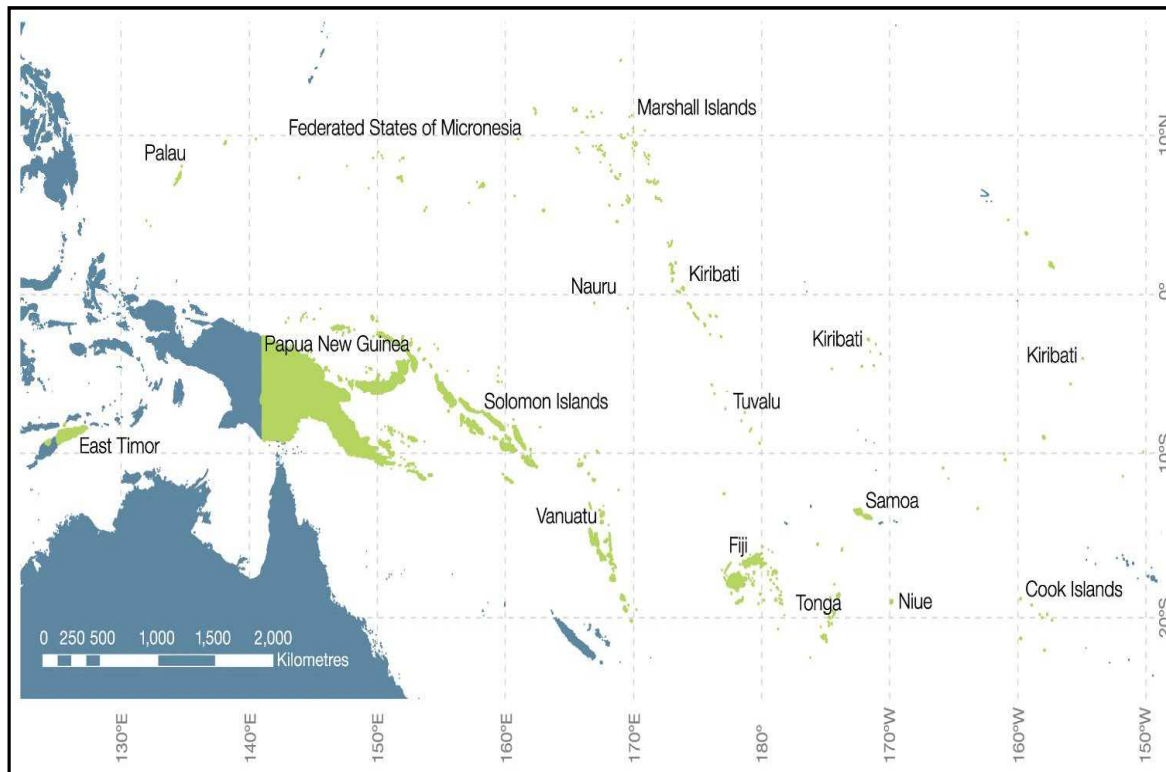 Marshall Islands
Federated States of Micronesia
10°N
Palau
Kiribati
Nauru
0°
Papua New Guinea
Kiribati
Kiribati
Solomon Islands
Tuvalu
East Timor
10°S
Samoa
Vanuatu
Fiji
Tonga
Niue
Cook Islands
20°S
0 250 500 1,000 1,500 2,000
Kilometres
130°E 140°E 150°E 160°E 170°E 180° 170°W 160°W 150°W